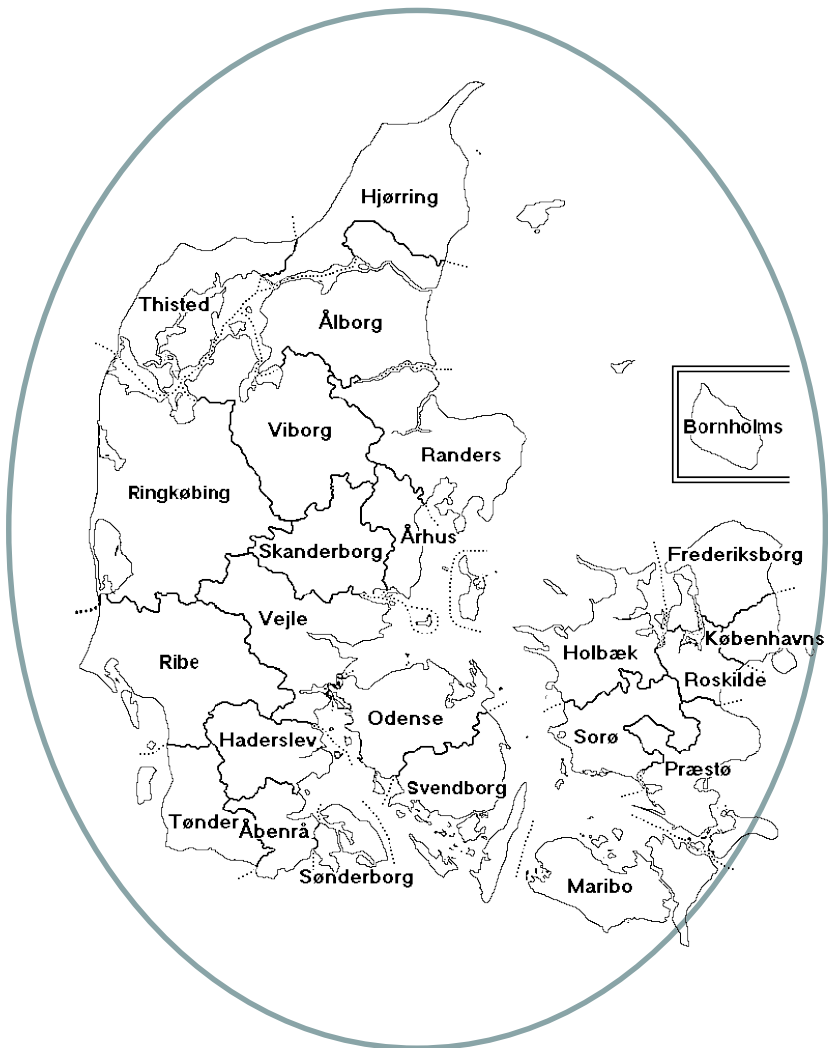 Hjørring
Thisted
Ålborg
Viborg
Bornholms
Randers
Ringkøbing
Århus
Skanderborg
Frederiksborg
Vejle
Københavns
Holbæk
Ribe
Roskilde
Odense
Haderslev
Sorø
Præstø
Svendborg
Tønder
Åbenrå
Sønderborg
Maribo